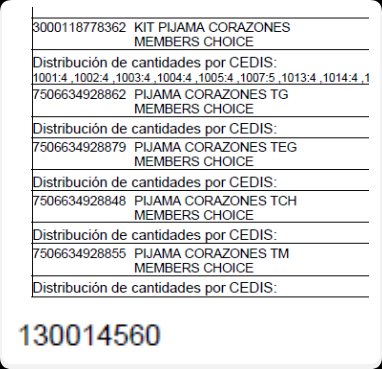 3000118778362 KIT PIJAMA CORAZONES
MEMBERS CHOICE
Distribución de cantidades por CEDIS:
1001:4 ,1002:4 ,1003:4 ,1004:4 ,1005:4 ,1007:5 ,1013:4 ,1014:4 ,1
7506634928862 PIJAMA CORAZONES TG
MEMBERS CHOICE
Distribución de cantidades por CEDIS:
7506634928879 PIJAMA CORAZONES TEG
MEMBERS CHOICE
Distribución de cantidades por CEDIS:
7506634928848 PIJAMA CORAZONES TCH
MEMBERS CHOICE
Distribución de cantidades por CEDIS:
7506634928855 PIJAMA CORAZONES TM
MEMBERS CHOICE
Distribución de cantidades por CEDIS:
130014560